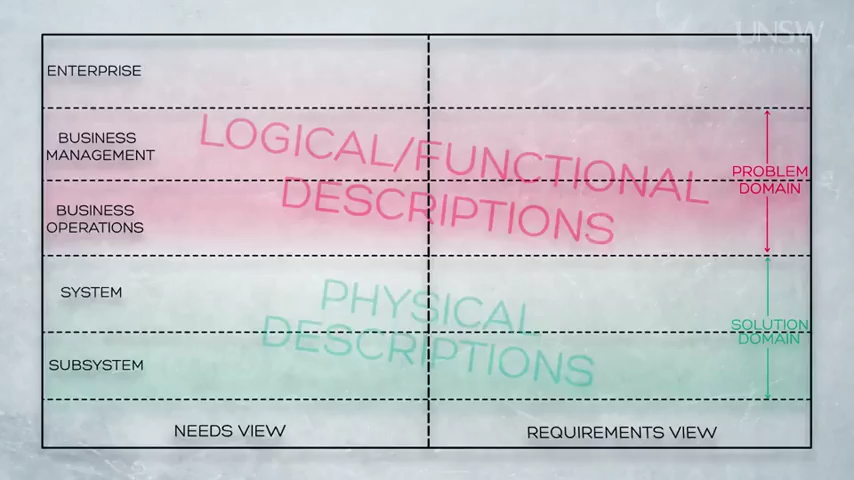 UNSW
AUSTRALIA
ENTERPRISE
BUSINESS
MANAGEMENT
BUSINESS
OPERATIONS
SYSTEM
SUBSYSTEM
LOGICAL/FUNCTIONAL
DESCRIPTIONS
PHYSICAL
DESCRIPTIONS
PROBLEM
DOMAIN
SOLUTION
DOMAIN
NEEDS VIEW
REQUIREMENTS VIEW